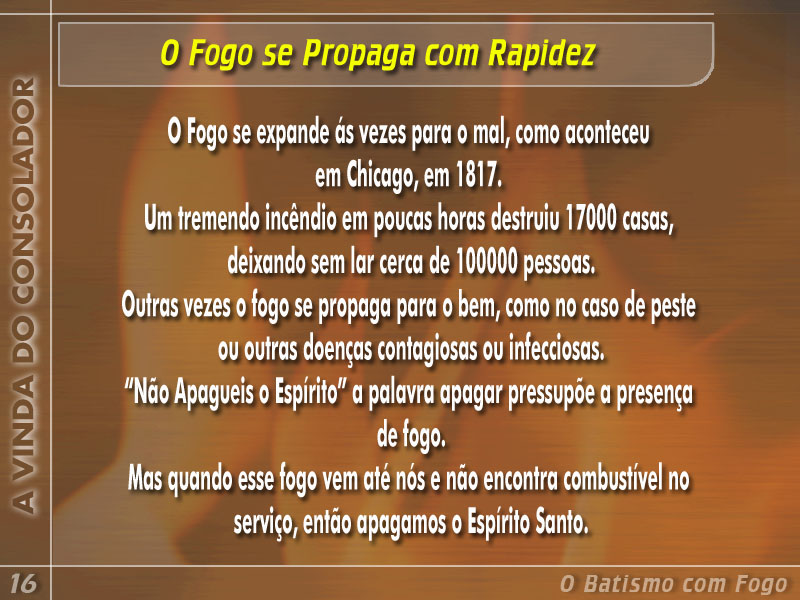 O Fogo se Propaga com Rapidez
O Fogo se expande ás vezes para o mal, como aconteceu
em Chicago, em 1817.
Um tremendo incêndio em poucas horas destruiu 17000 casas,
deixando sem lar cerca de 100000 pessoas.
Outras vezes o fogo se propaga para o bem, como no caso de peste
ou outras doenças contagiosas ou infecciosas.
“Não Apagueis o Espírito” a palavra apagar pressupõe a presença
de fogo.
Mas quando esse fogo vem até nós e não encontra combustível no
serviço, então apagamos o Espírito Santo.
A VINDA DO CONSOLADOR
16
O Batismo com Fogo